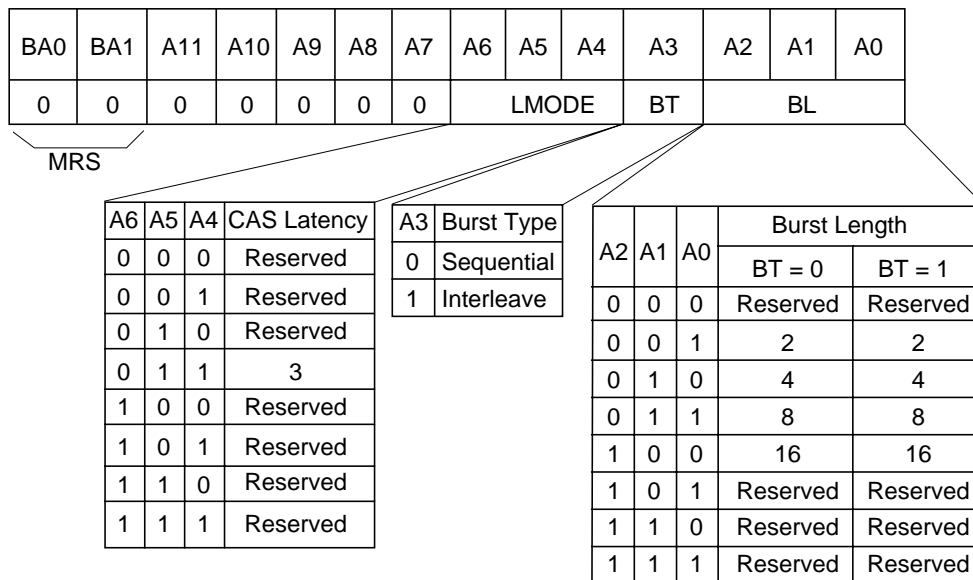 BA0 BA1 A11 A10 A9 A8 A7 A6 A5 A4 A3 A2 A1 A0
0 0 0 0 0 0 0 LMODE BT BL
MRS
A6 A5 A4 CAS Latency
0 0 0 Reserved
0 0 1 Reserved
0 1 0 Reserved
0 1 1 3
1 0 0 Reserved
1 0 1 Reserved
1 1 0 Reserved
1 1 1 Reserved
A3 Burst Type
0 Sequential
1 Interleave
A2 A1 A0 Burst Length
BT = 0 BT = 1
0 0 0 Reserved Reserved
0 0 1 2 2
0 1 0 4 4
0 1 1 8 8
1 0 0 16 16
1 0 1 Reserved Reserved
1 1 0 Reserved Reserved
1 1 1 Reserved Reserved